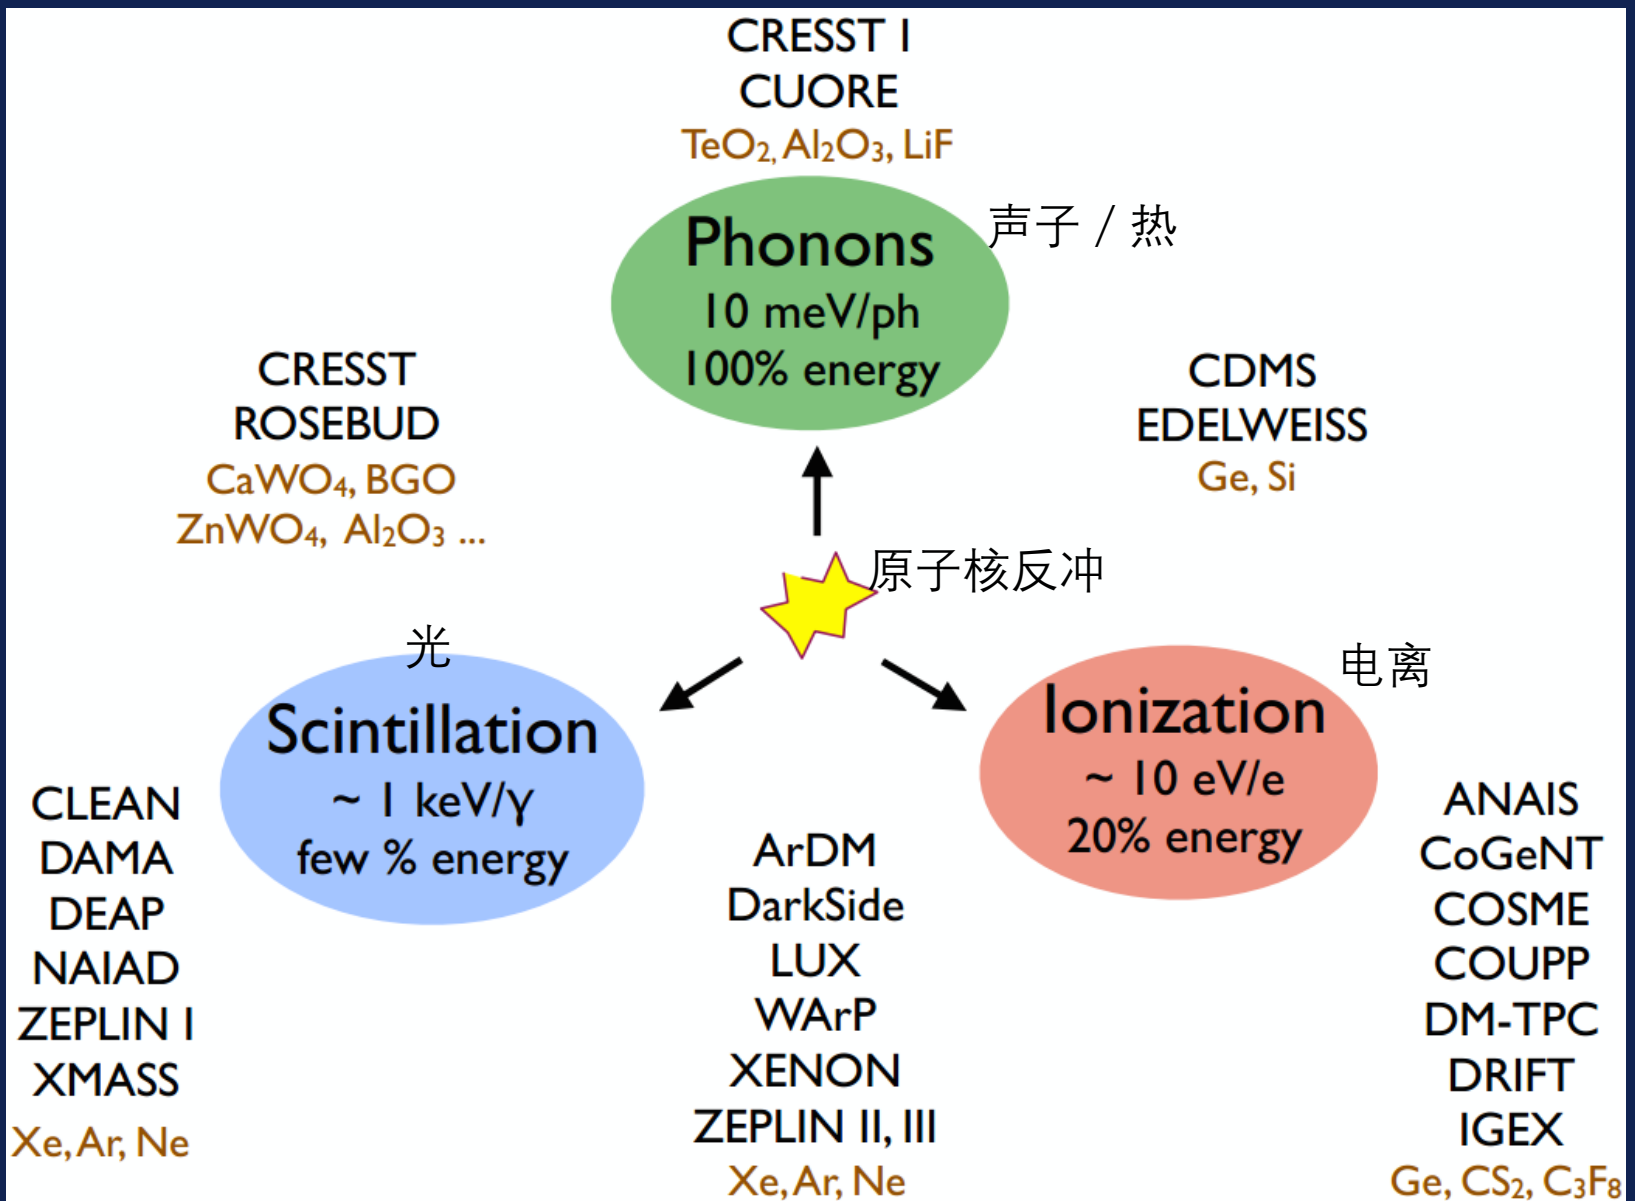 CRESST I
CUORE
TeO₂, Al₂O₃, LiF
Phonons
10 meV/ph
100% energy
声子 / 热
CRESST
ROSEBUD
CaWO₄, BGO
ZnWO₄, Al₂O₃ ...
CDMS
EDELWEISS
Ge, Si
原子核反冲
光
Scintillation
~ 1 keV/γ
few % energy
电离
Ionization
~ 10 eV/e
20% energy
CLEAN
DAMA
DEAP
NAIAD
ZEPLIN I
XMASS
Xe, Ar, Ne
ArDM
DarkSide
LUX
WArP
XENON
ZEPLIN II, III
Xe, Ar, Ne
ANAIS
CoGeNT
COSME
COUPP
DM-TPC
DRIFT
IGEX
Ge, CS₂, C₃F₈